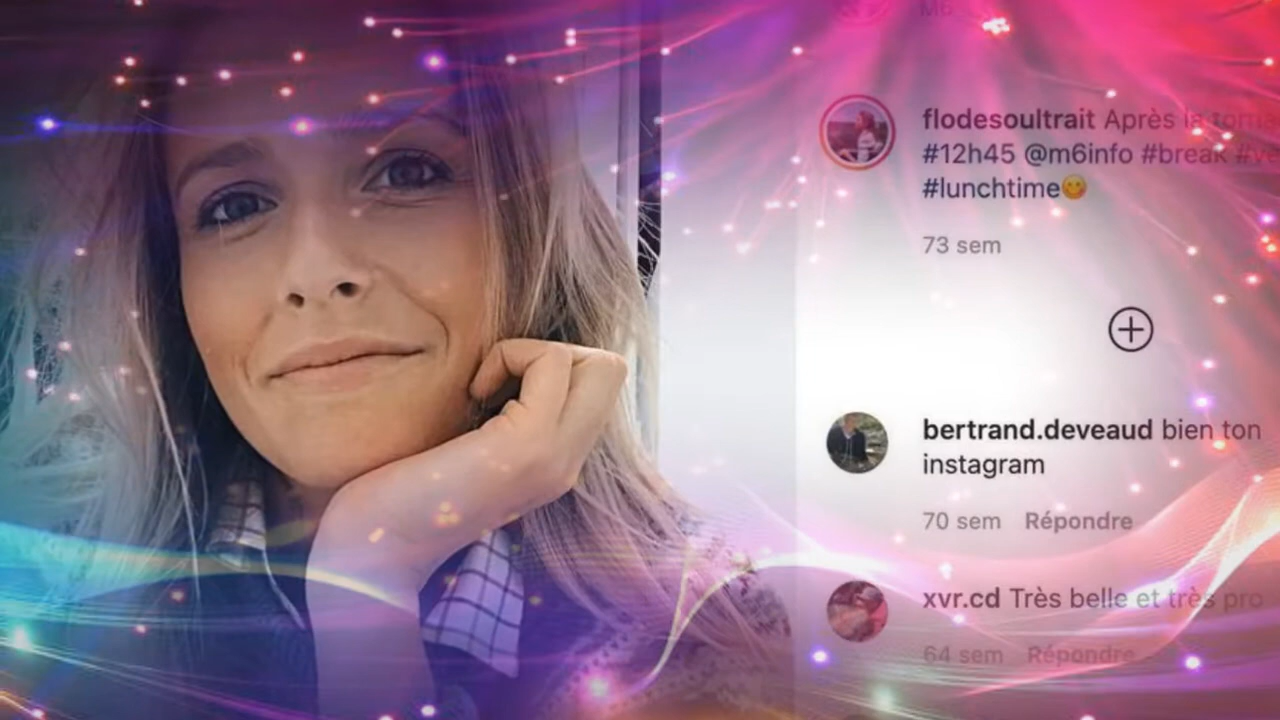 M6
flodesoultrait Après la
#12h45 @m6info #break
#lunchtime😋
73 sem
bertrand.deveaud bien ton
instagram
70 sem Répondre
xvr.cd Très belle et très pro
64 sem Répondre